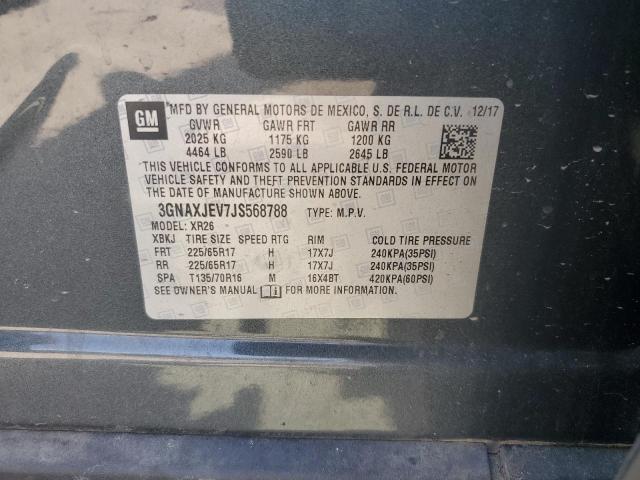 GM
MFD BY GENERAL MOTORS DE MEXICO, S. DE R.L. DE C.V. 12/17
GVWR GAWR FRT GAWR RR
2025 KG 1175 KG 1200 KG
4464 LB 2590 LB 2645 LB
THIS VEHICLE CONFORMS TO ALL APPLICABLE U.S. FEDERAL MOTOR
VEHICLE SAFETY AND THEFT PREVENTION STANDARDS IN EFFECT ON
THE DATE OF MANUFACTURE SHOWN ABOVE.
3GNAXJEV7JS568788 TYPE: M.P.V.
MODEL: XR26
XBKJ TIRE SIZE SPEED RTG RIM COLD TIRE PRESSURE
FRT 225/65R17 H 17X7J 240KPA(35PSI)
RR 225/65R17 H 17X7J 240KPA(35PSI)
SPA T135/70R16 M 16X4BT 420KPA(60PSI)
SEE OWNER'S MANUAL FOR MORE INFORMATION.